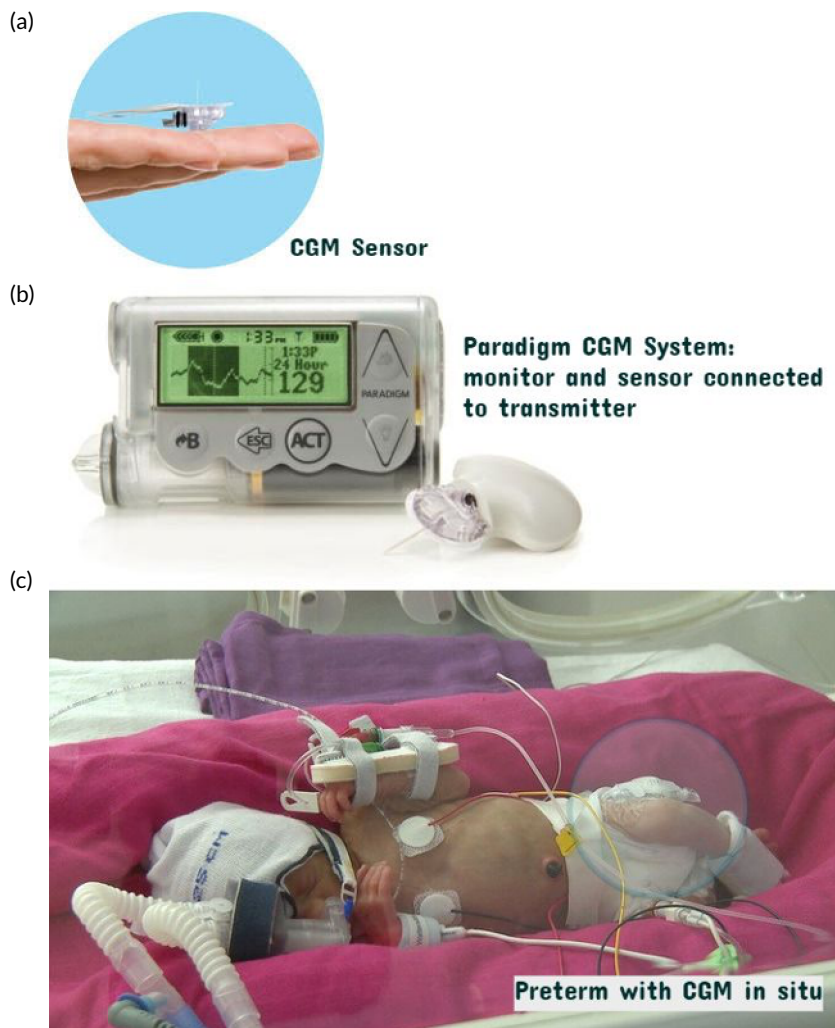 (a)
CGM Sensor
(b)
1:33 PM
1:33P
24 Hour
129
PARADIGM
B
ESC
ACT
Paradigm CGM System:
monitor and sensor connected
to transmitter
(c)
Preterm with CGM in situ